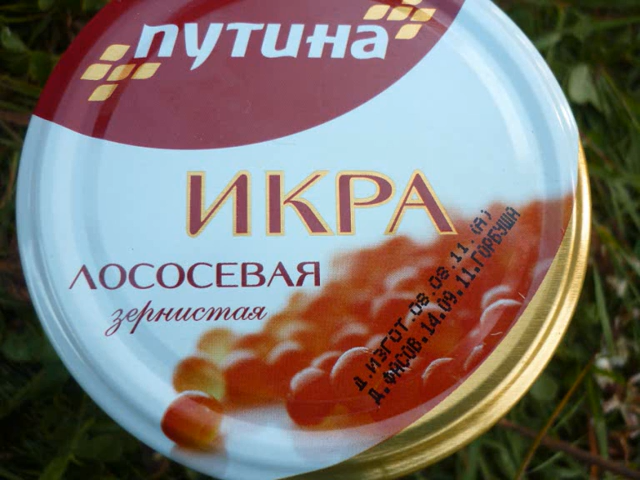 путина
ИКРА
ЛОСОСЕВАЯ
зернистая
Д.ИЗГОТ.08.08.11.(А)
Д.ФАСОВ.14.09.11.ГОРБУША